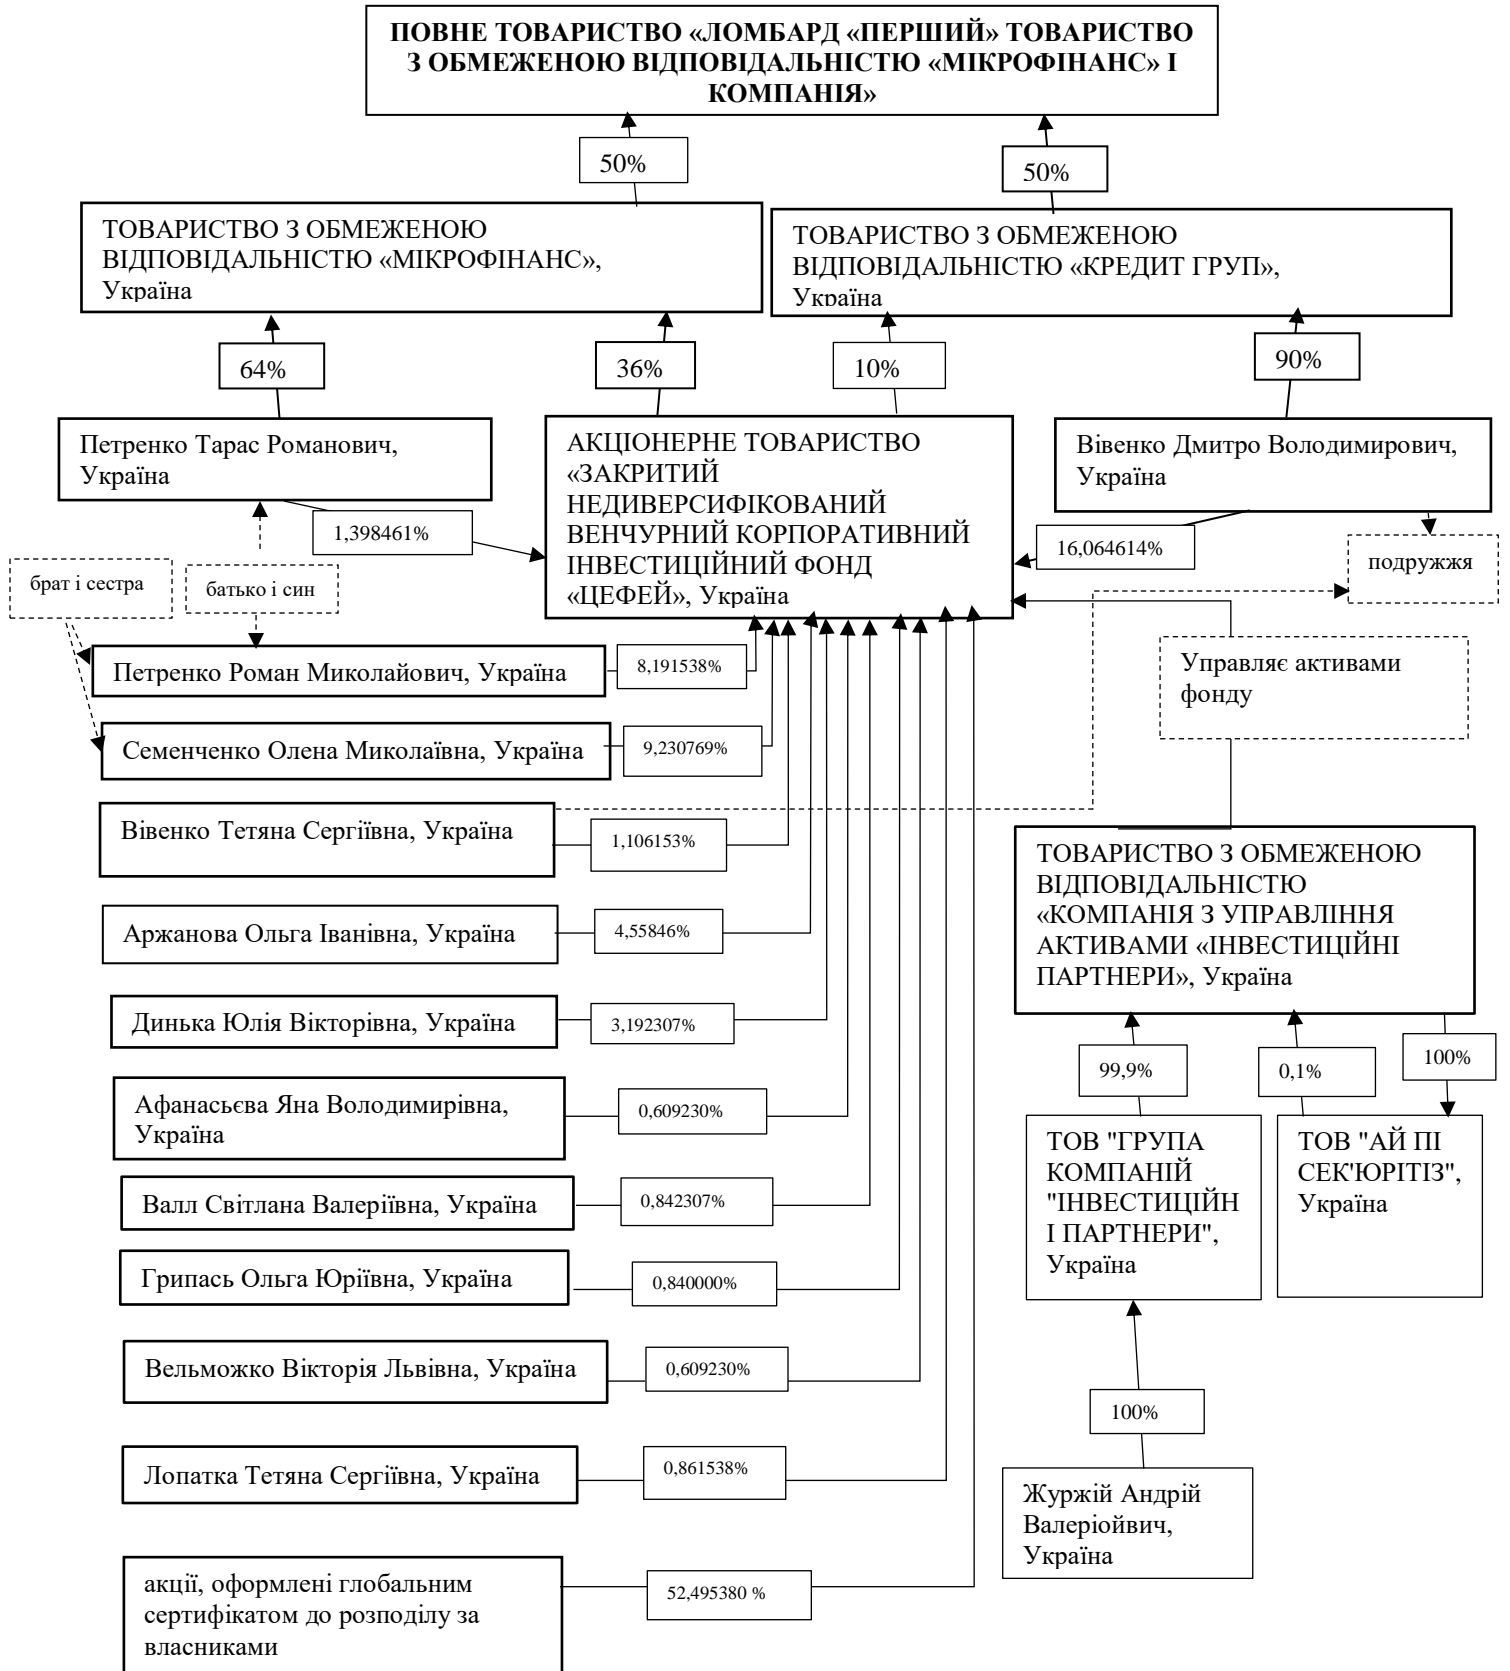 ПОВНЕ ТОВАРИСТВО «ЛОМБАРД «ПЕРШИЙ» ТОВАРИСТВО
З ОБМЕЖЕНОЮ ВІДПОВІДАЛЬНІСТЮ «МІКРОФІНАНС» І
КОМПАНІЯ»
50%
50%
ТОВАРИСТВО З ОБМЕЖЕНОЮ
ВІДПОВІДАЛЬНІСТЮ «МІКРОФІНАНС»,
Україна
ТОВАРИСТВО З ОБМЕЖЕНОЮ
ВІДПОВІДАЛЬНІСТЮ «КРЕДИТ ГРУП»,
Україна
64%
36%
10%
90%
Петренко Тарас Романович,
Україна
АКЦІОНЕРНЕ ТОВАРИСТВО
«ЗАКРИТИЙ
НЕДИВЕРСИФІКОВАНИЙ
ВЕНЧУРНИЙ КОРПОРАТИВНИЙ
ІНВЕСТИЦІЙНИЙ ФОНД
«ЦЕФЕЙ», Україна
Вівенко Дмитро Володимирович,
Україна
1,398461%
16,064614%
подружжя
брат і сестра
батько і син
Петренко Роман Миколайович, Україна
8,191538%
Управляє активами
фонду
Семенченко Олена Миколаївна, Україна
9,230769%
Вівенко Тетяна Сергіївна, Україна
1,106153%
ТОВАРИСТВО З ОБМЕЖЕНОЮ
ВІДПОВІДАЛЬНІСТЮ
«КОМПАНІЯ З УПРАВЛІННЯ
АКТИВАМИ «ІНВЕСТИЦІЙНІ
ПАРТНЕРИ», Україна
Аржанова Ольга Іванівна, Україна
4,55846%
Динька Юлія Вікторівна, Україна
3,192307%
99,9%
0,1%
100%
Афанасьєва Яна Володимирівна,
Україна
0,609230%
ТОВ "ГРУПА
КОМПАНІЙ
"ІНВЕСТИЦІЙН
І ПАРТНЕРИ",
Україна
ТОВ "АЙ ПІ
СЕК'ЮРІТІЗ",
Україна
Валл Світлана Валеріївна, Україна
0,842307%
Грипась Ольга Юріївна, Україна
0,840000%
Вельможко Вікторія Львівна, Україна
0,609230%
100%
Лопатка Тетяна Сергіївна, Україна
0,861538%
Журжій Андрій
Валеріойвич,
Україна
акції, оформлені глобальним
сертифікатом до розподілу за
власниками
52,495380 %